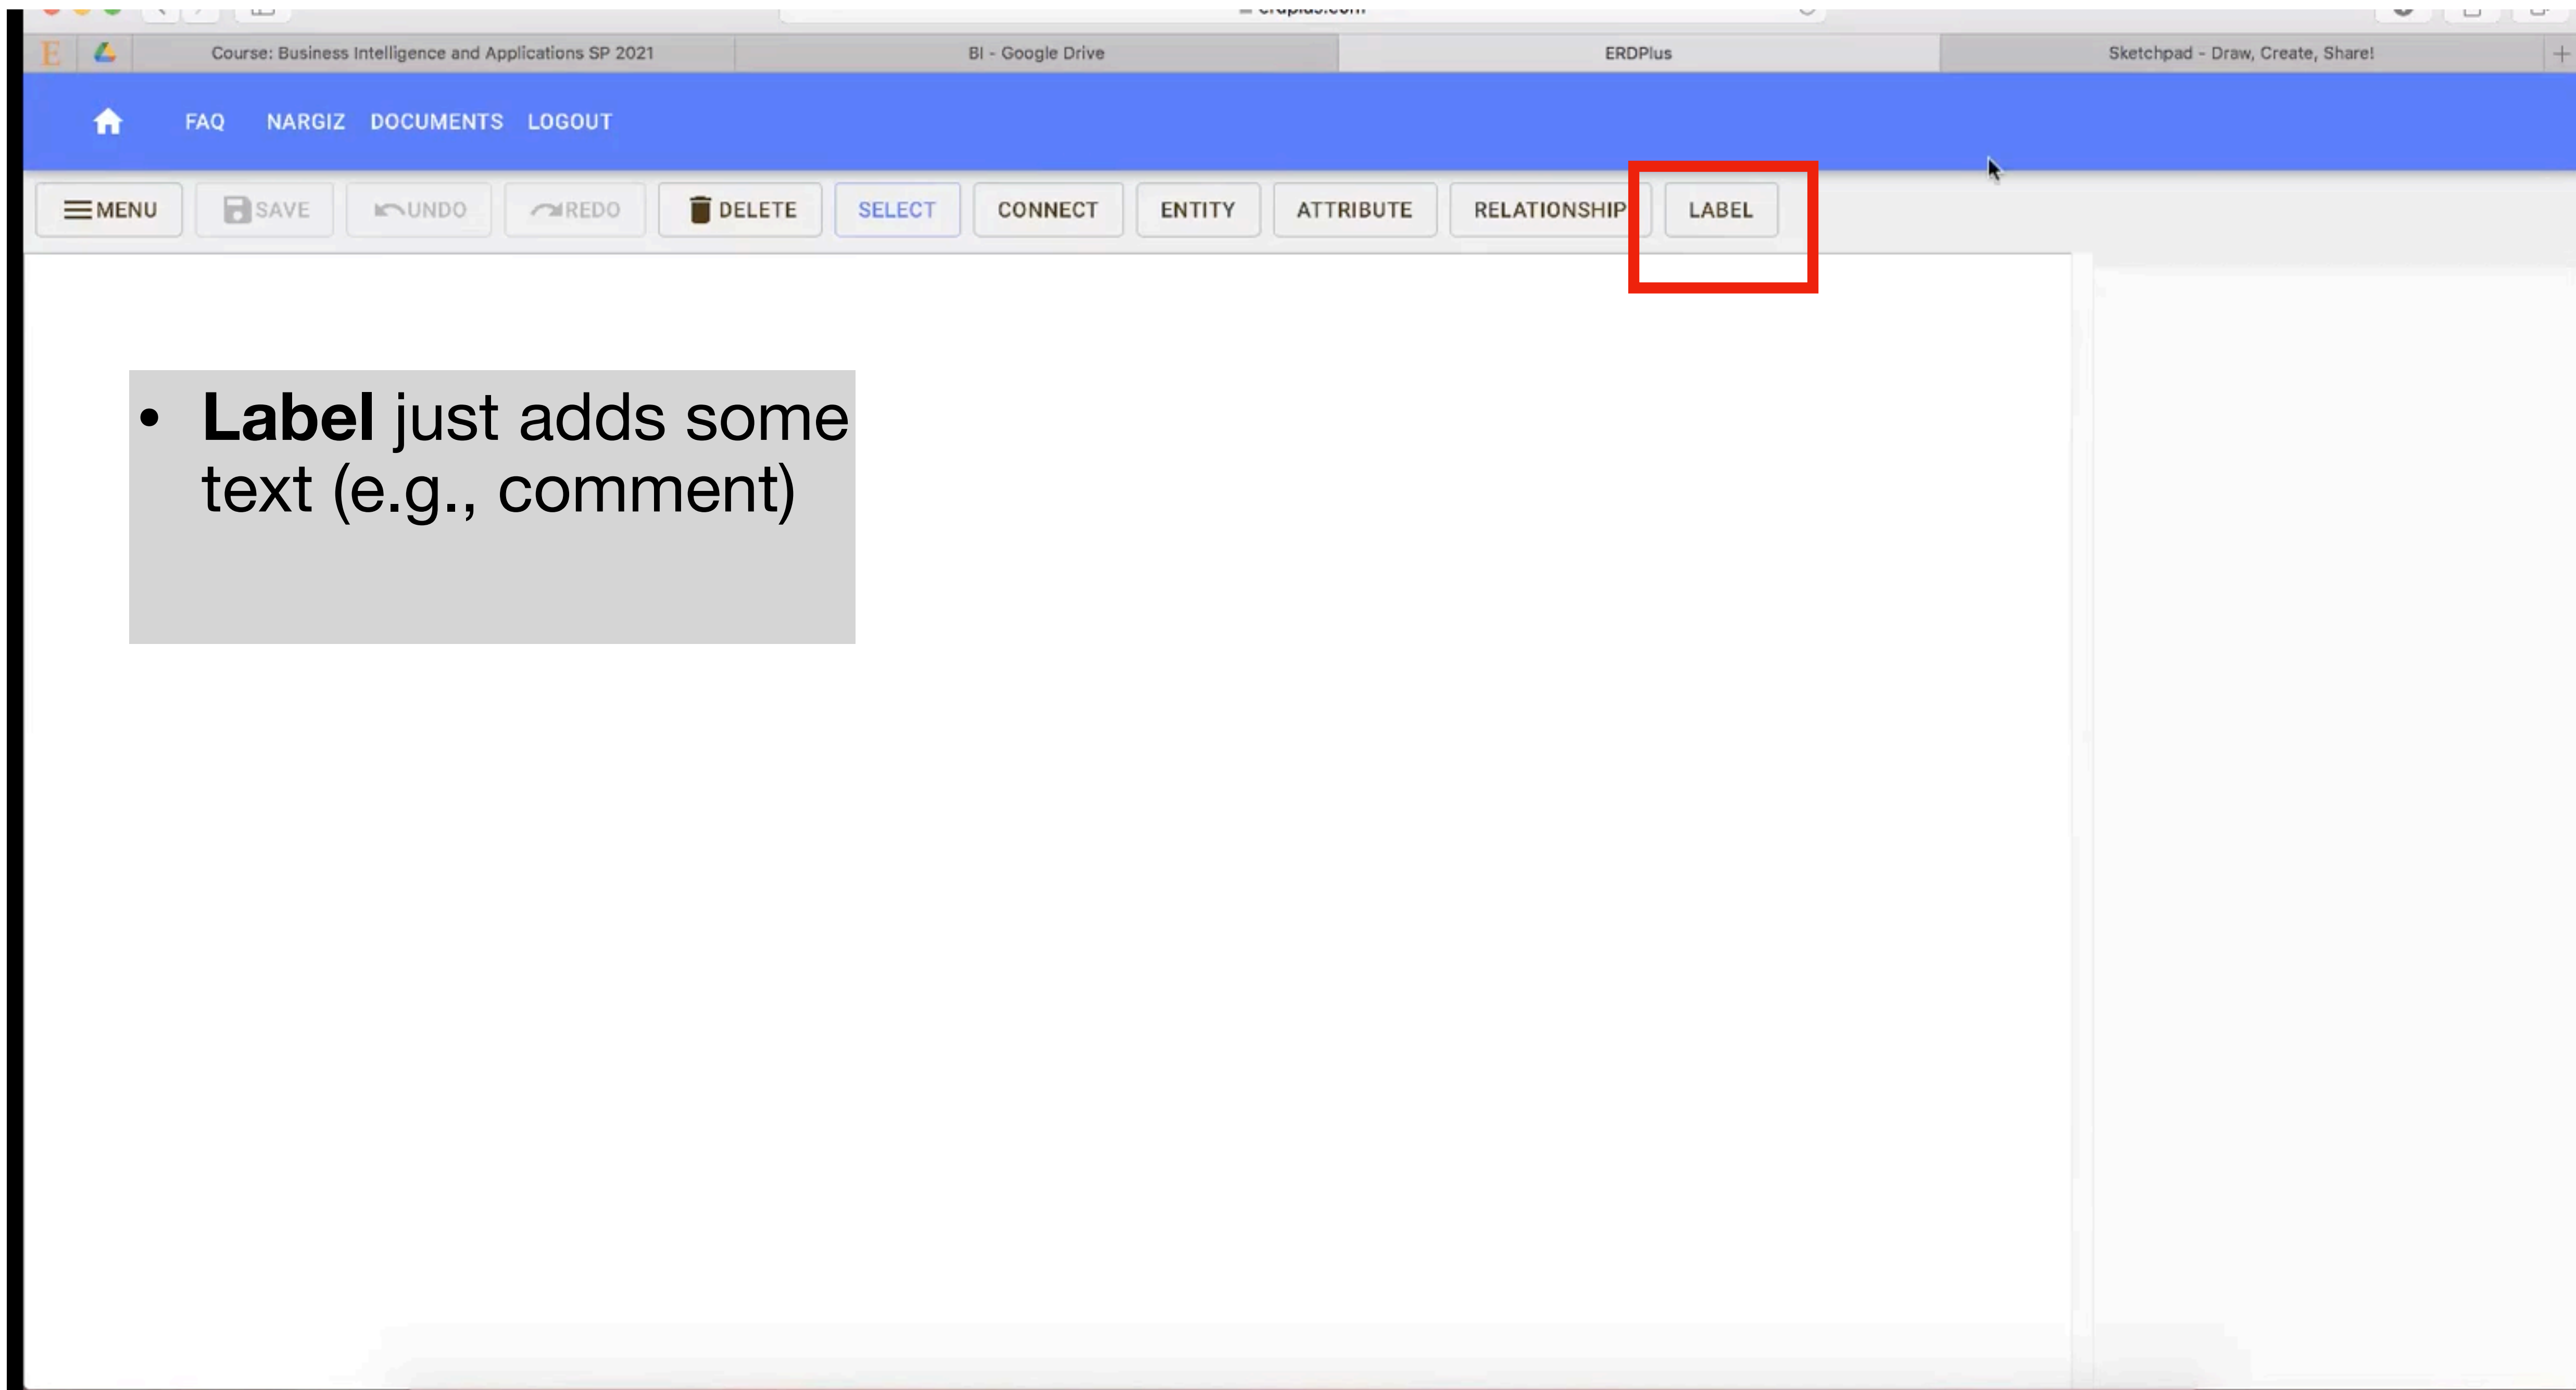 Course: Business Intelligence and Applications SP 2021 BI - Google Drive ERDPlus Sketchpad - Draw, Create, Share!
FAQ NARGIZ DOCUMENTS LOGOUT
MENU SAVE UNDO REDO DELETE SELECT CONNECT ENTITY ATTRIBUTE RELATIONSHIP LABEL
• Label just adds some
text (e.g., comment)